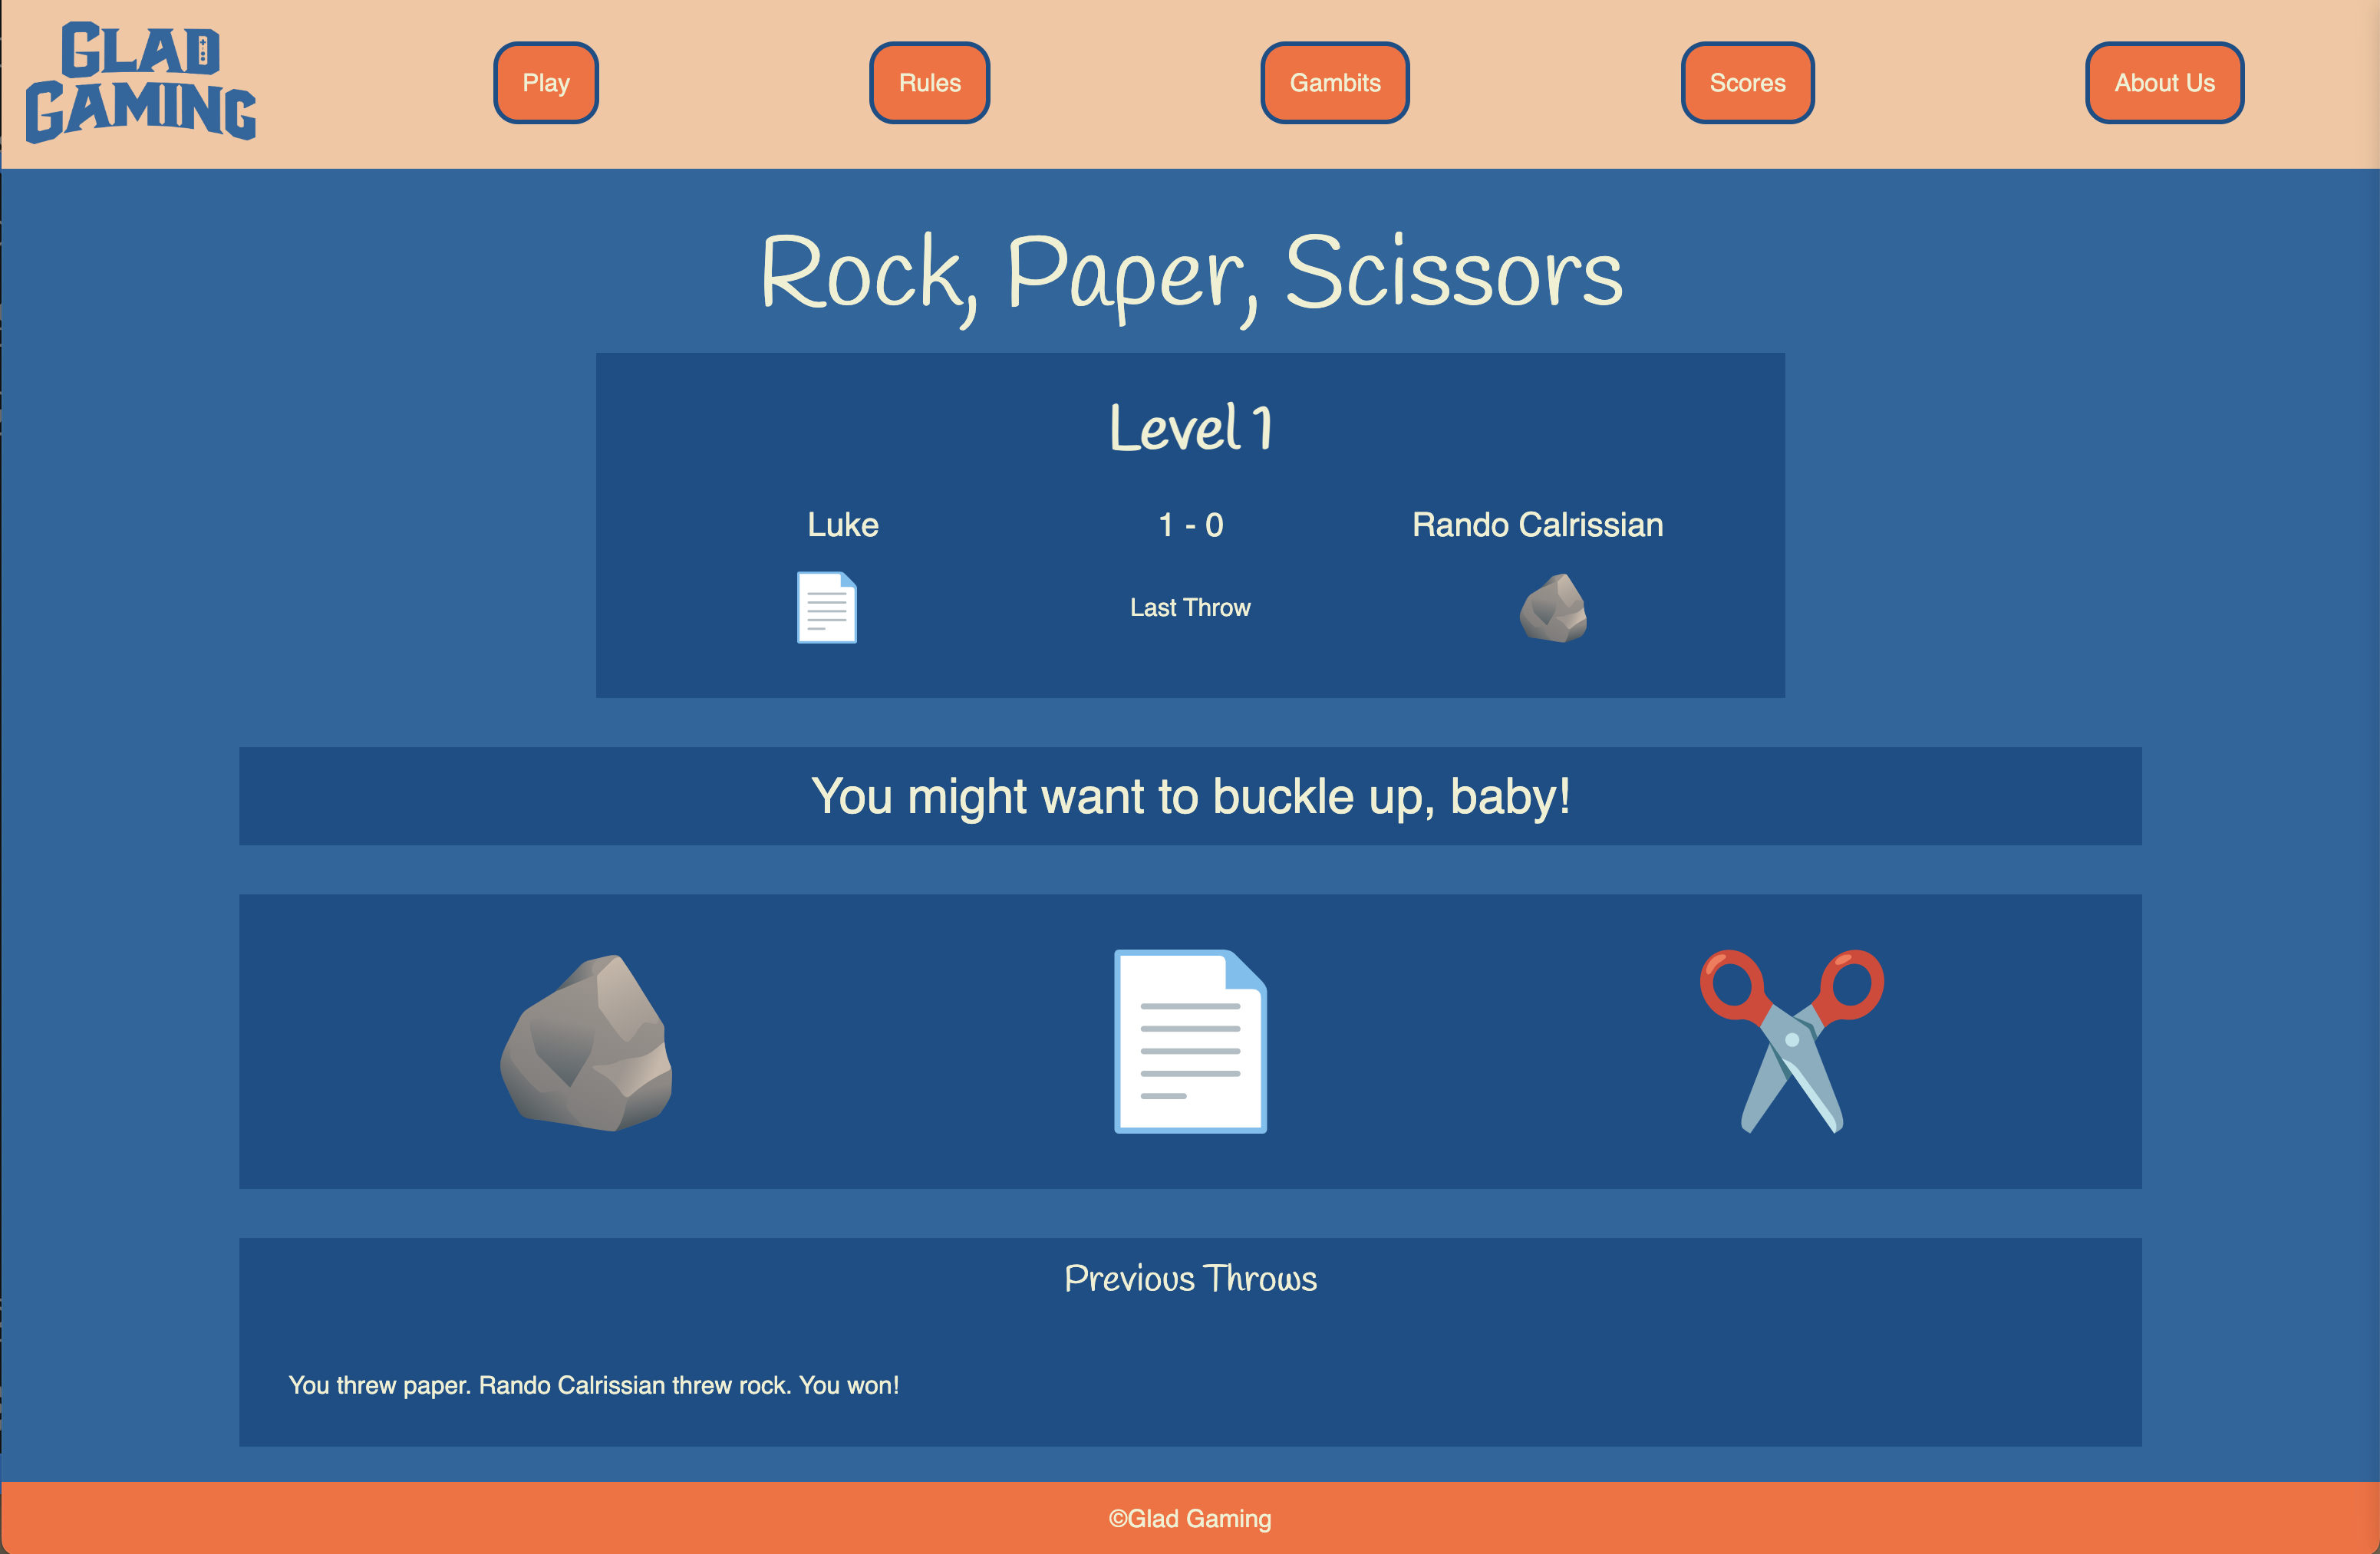 GLAD
GAMING
Play
Rules
Gambits
Scores
About Us
Rock, Paper, Scissors
Level 1
Luke
1 - 0
Rando Calrissian
Last Throw
You might want to buckle up, baby!
Previous Throws
You threw paper. Rando Calrissian threw rock. You won!
©Glad Gaming